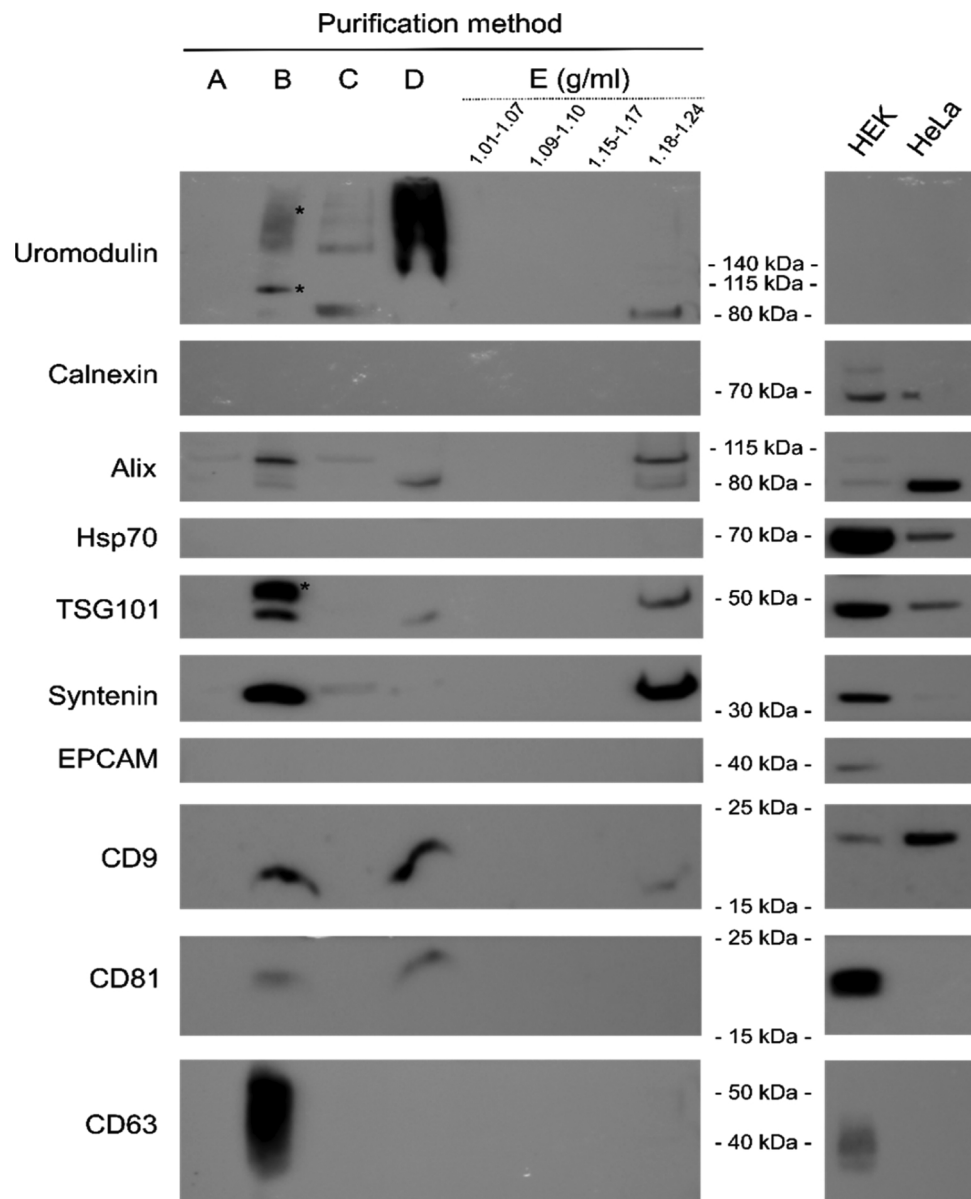 Purification method
A B C D E (g/ml)
1.01-1.07 1.09-1.10 1.15-1.17 1.18-1.24
HEK HeLa
Uromodulin
*
*
- 140 kDa -
- 115 kDa -
- 80 kDa -
Calnexin
- 70 kDa -
Alix
- 115 kDa -
- 80 kDa -
Hsp70
- 70 kDa -
TSG101
*
- 50 kDa -
Syntenin
- 30 kDa -
EPCAM
- 40 kDa -
CD9
- 25 kDa -
- 15 kDa -
CD81
- 25 kDa -
- 15 kDa -
CD63
- 50 kDa -
- 40 kDa -